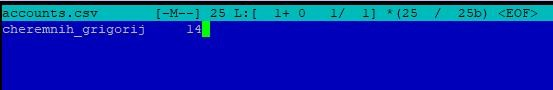 accounts.csv [-M--] 25 L:[ 1+ 0 1/ 1] *(25 / 25b) <EOF>
cheremnih_grigorij 14